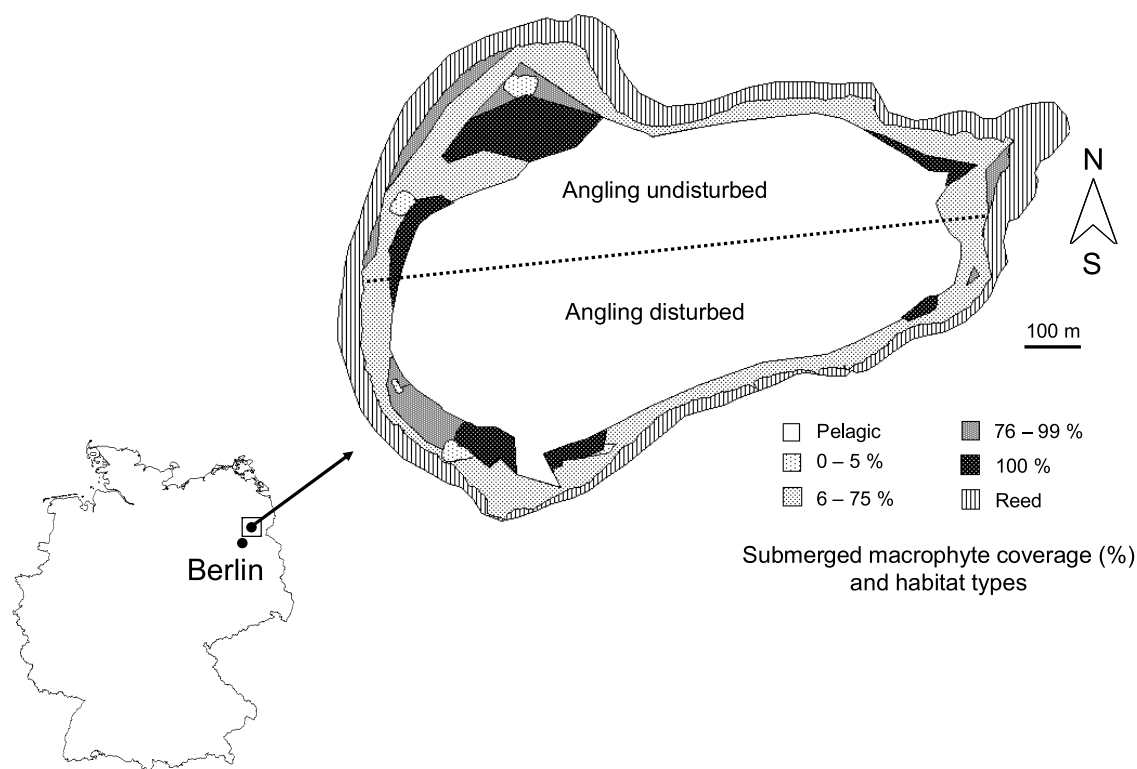 Angling undisturbed
N
S
Angling disturbed
100 m
Pelagic
0 – 5 %
6 – 75 %
76 – 99 %
100 %
Reed
Submerged macrophyte coverage (%)
and habitat types
Berlin